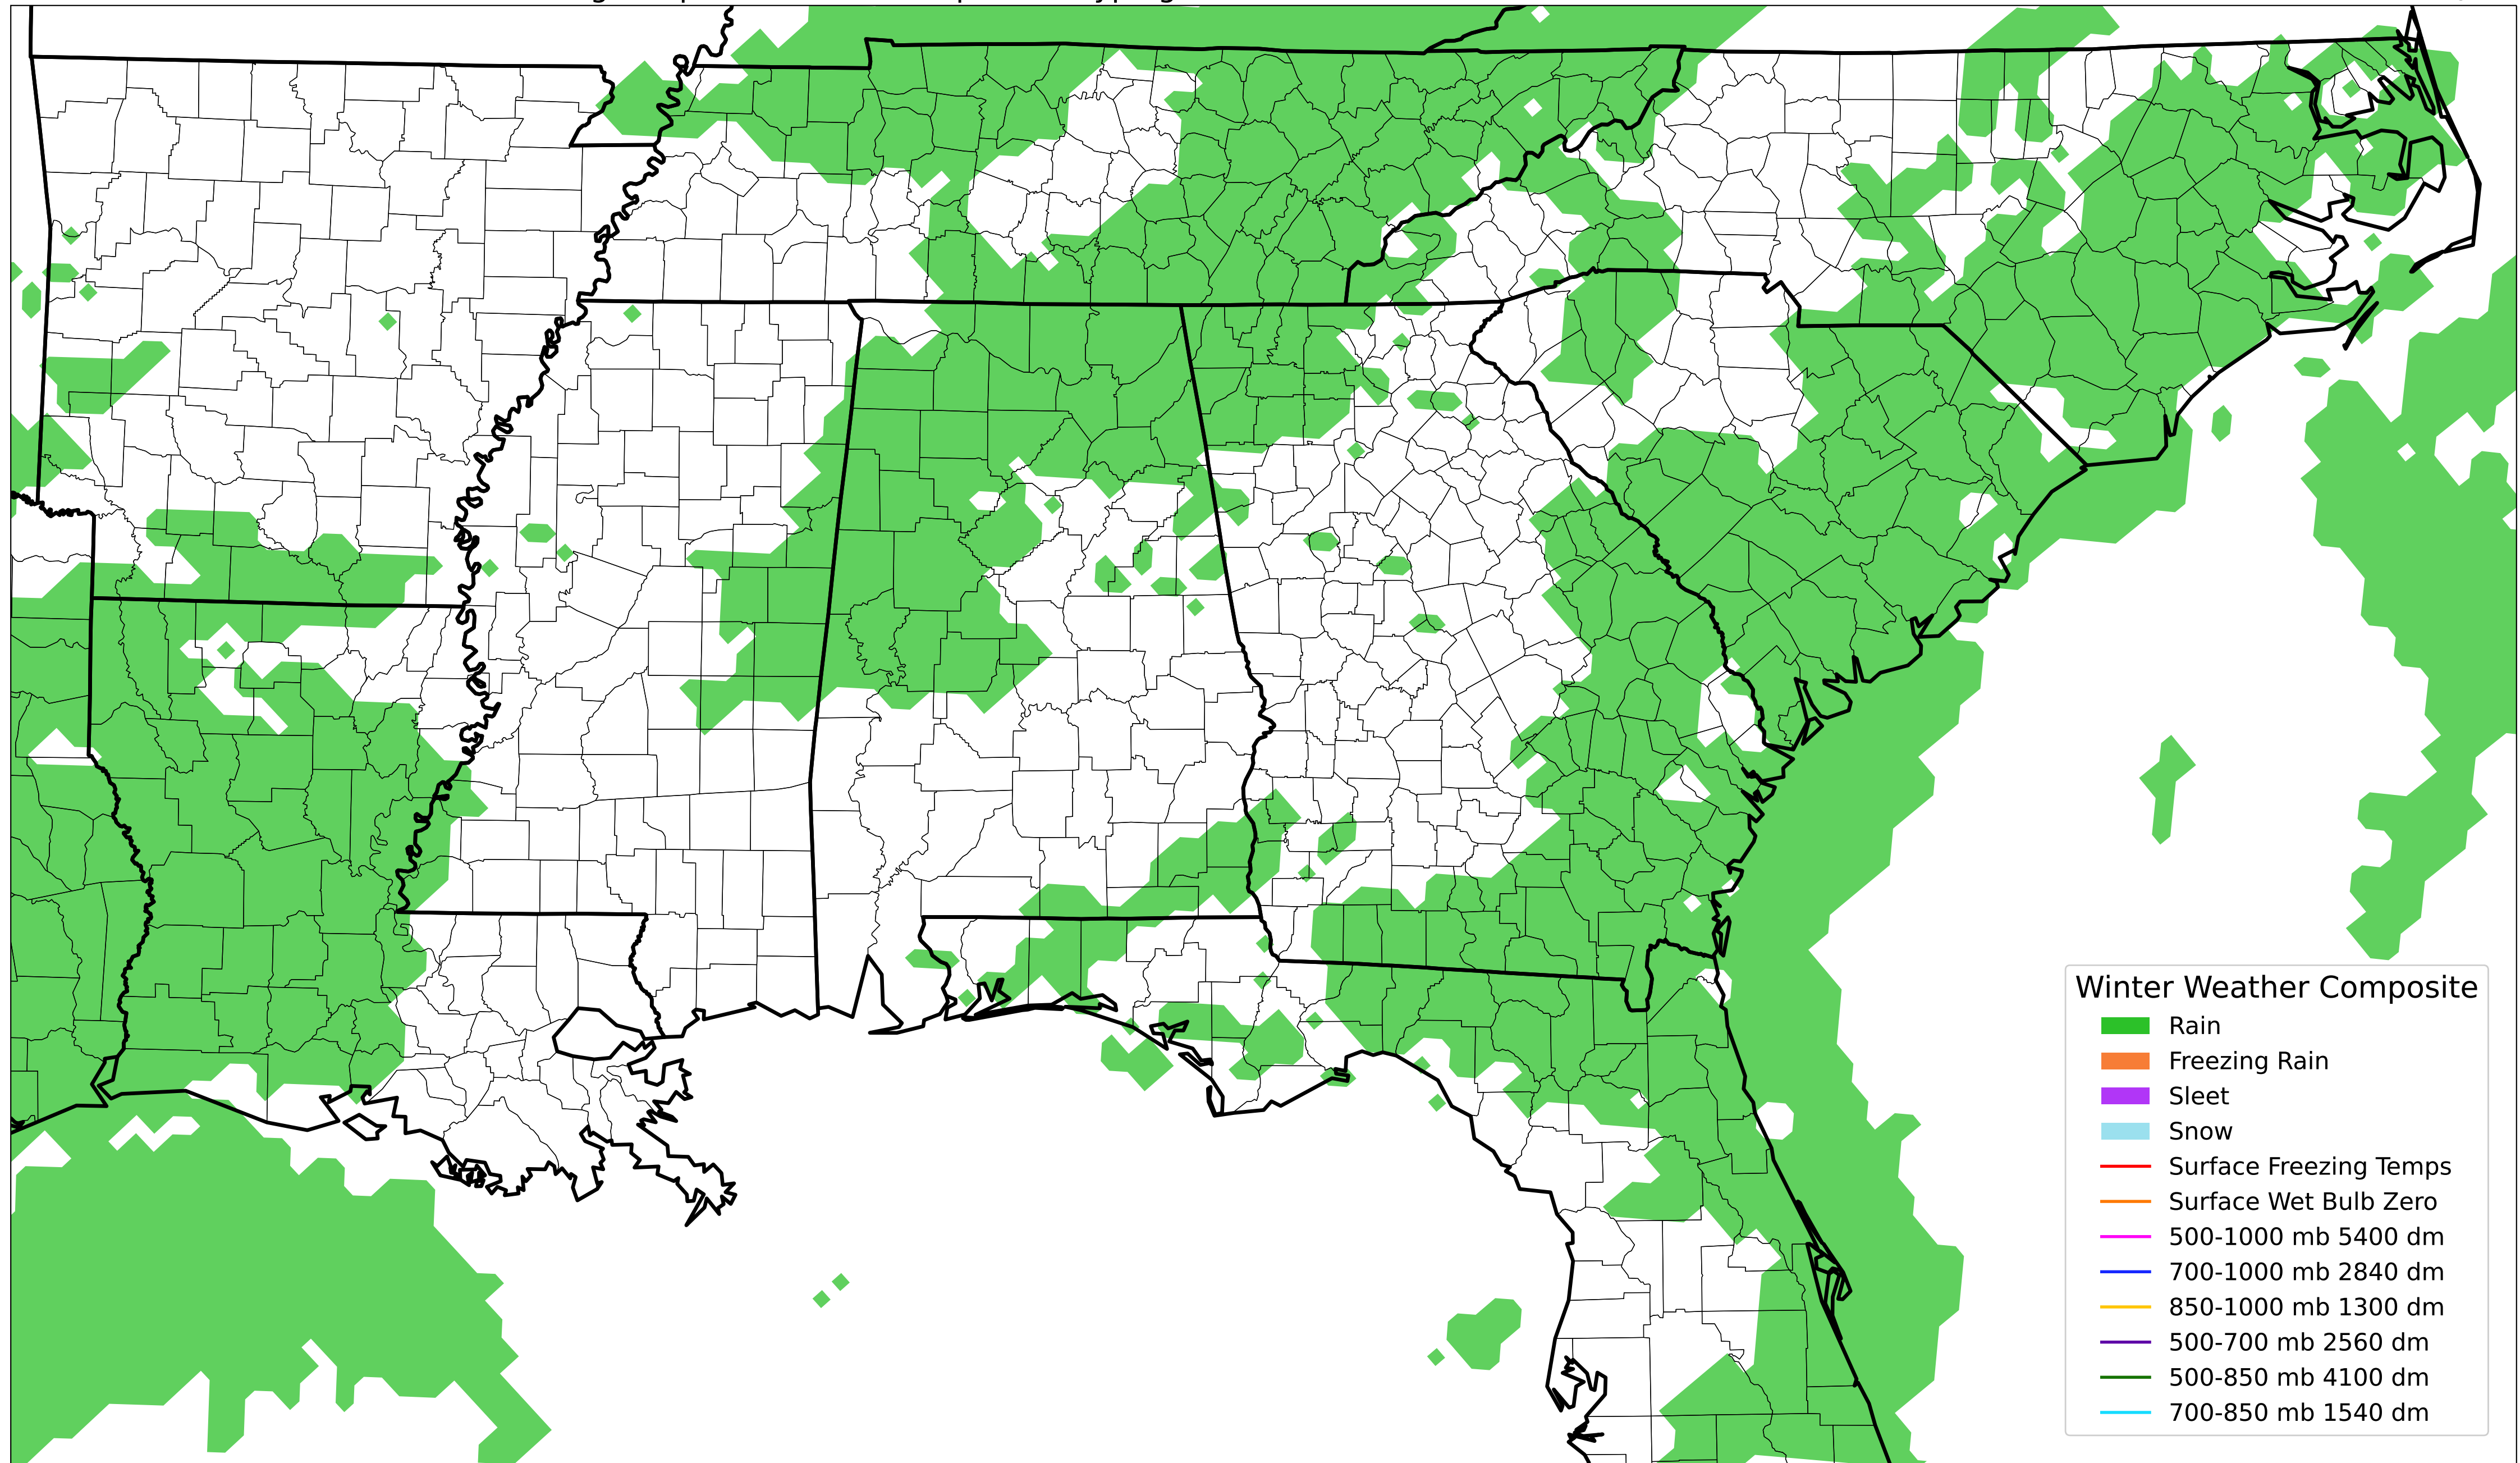 Winter Weather Composite
Rain
Freezing Rain
Sleet
Snow
Surface Freezing Temps
Surface Wet Bulb Zero
500-1000 mb 5400 dm
700-1000 mb 2840 dm
850-1000 mb 1300 dm
500-700 mb 2560 dm
500-850 mb 4100 dm
700-850 mb 1540 dm